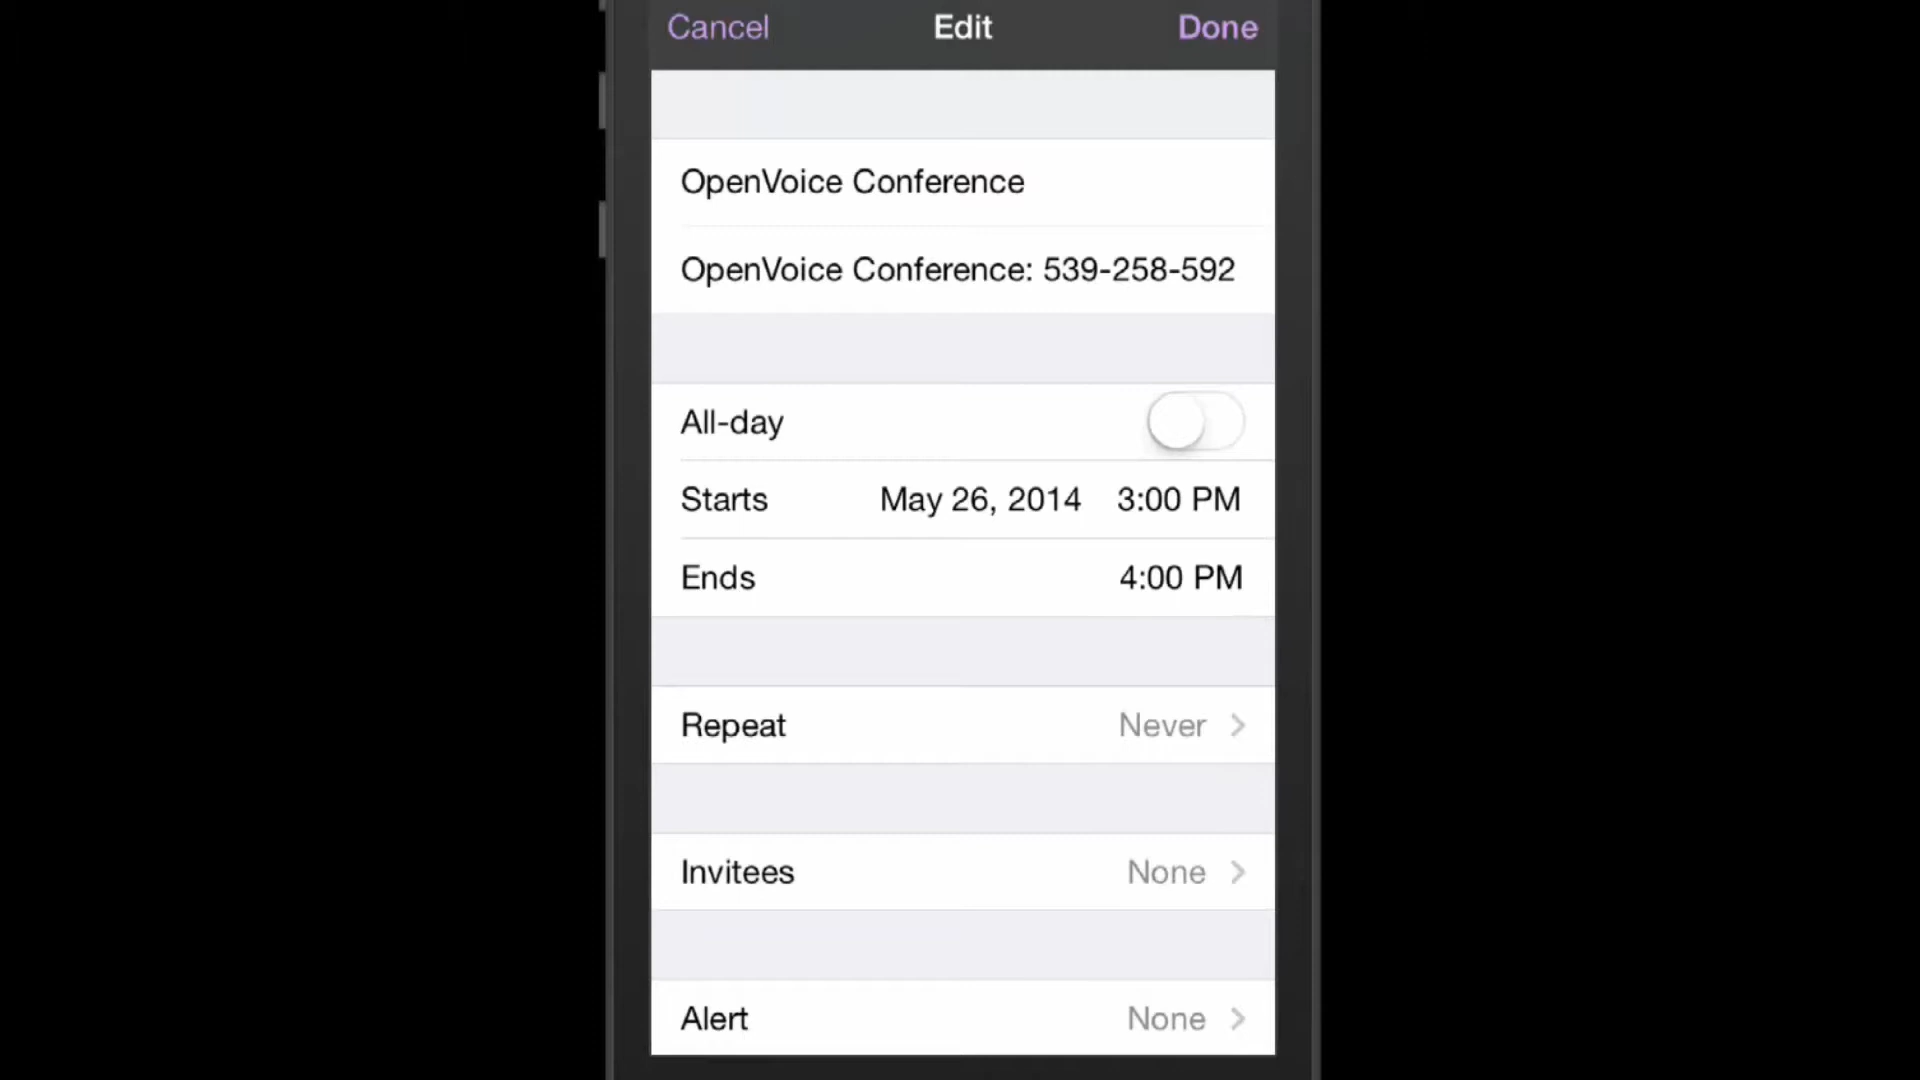 Cancel Edit Done
OpenVoice Conference
OpenVoice Conference: 539-258-592
All-day
Starts May 26, 2014 3:00 PM
Ends 4:00 PM
Repeat Never
Invitees None
Alert None